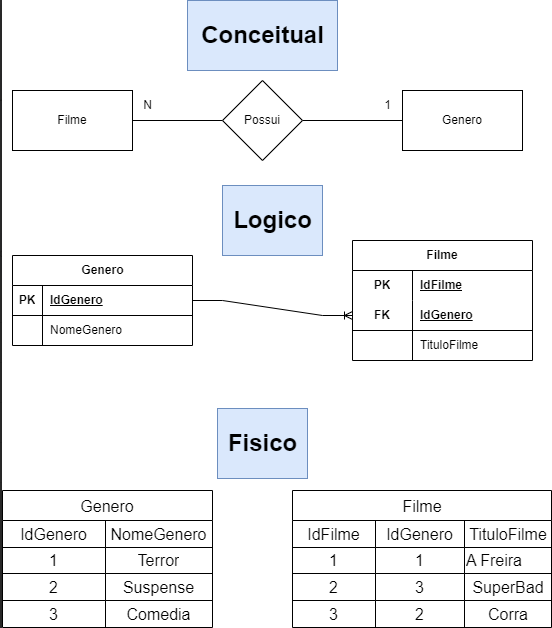 Conceitual
Filme N Possui 1 Genero
Logico
Genero
PK IdGenero
NomeGenero
Filme
PK IdFilme
FK IdGenero
TituloFilme
Fisico
Genero
IdGenero NomeGenero
1 Terror
2 Suspense
3 Comedia
Filme
IdFilme IdGenero TituloFilme
1 1 A Freira
2 3 SuperBad
3 2 Corra